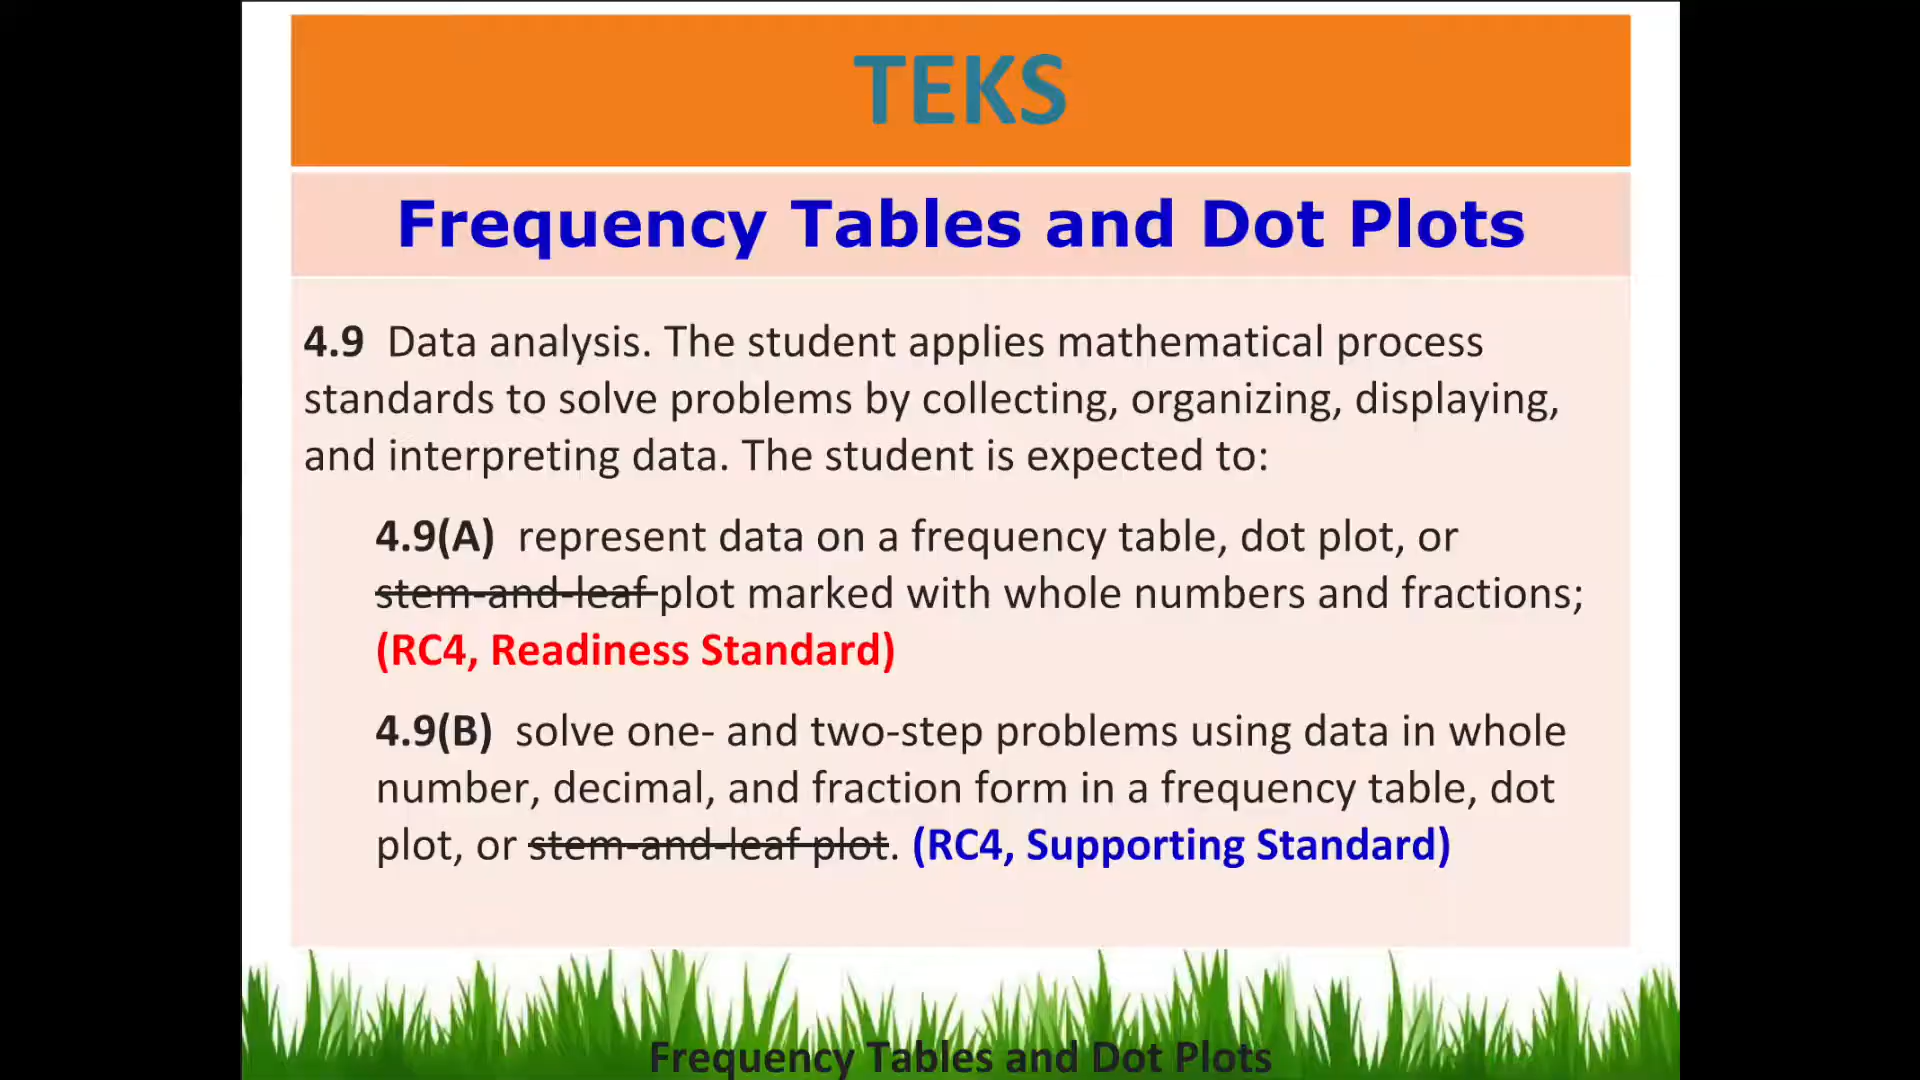 TEKS
Frequency Tables and Dot Plots
4.9 Data analysis. The student applies mathematical process
standards to solve problems by collecting, organizing, displaying,
and interpreting data. The student is expected to:
4.9(A) represent data on a frequency table, dot plot, or
stem-and-leaf plot marked with whole numbers and fractions;
(RC4, Readiness Standard)
4.9(B) solve one- and two-step problems using data in whole
number, decimal, and fraction form in a frequency table, dot
plot, or stem-and-leaf plot. (RC4, Supporting Standard)
Frequency Tables and Dot Plots